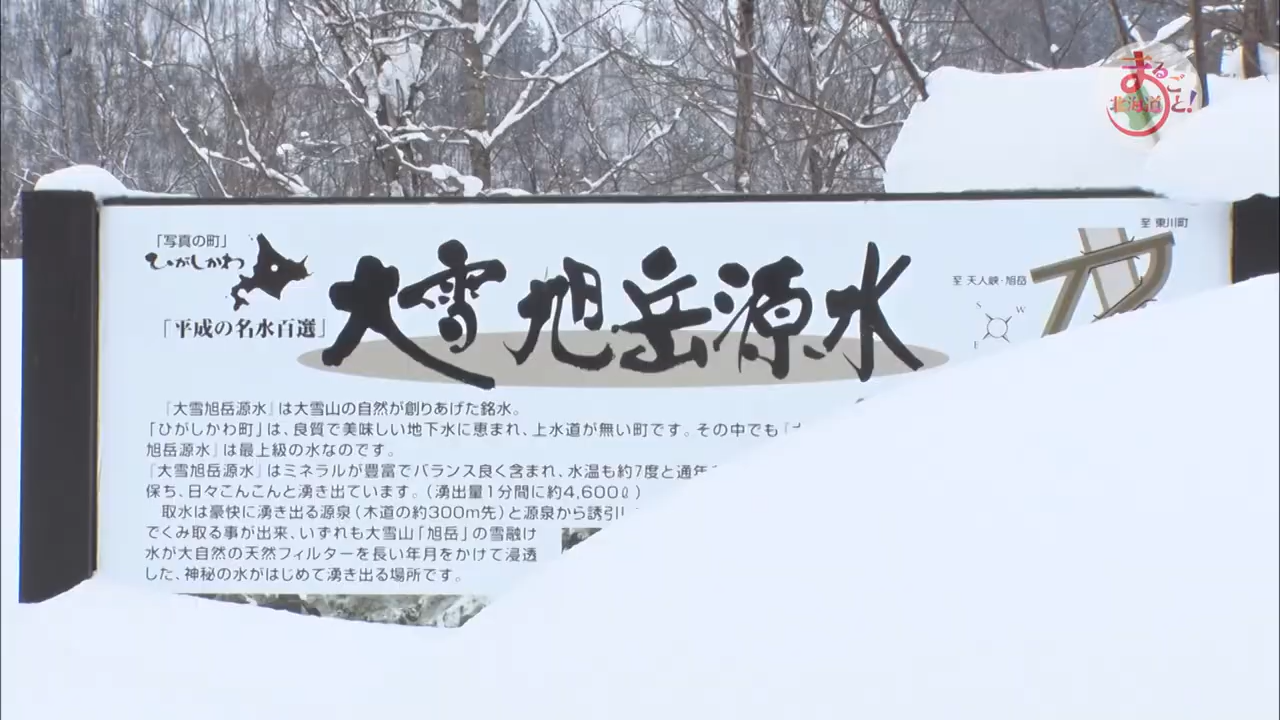 まるごと!
北海道
「写真の町」
ひがしかわ
「平成の名水百選」
大雪旭岳源水
至 東川町
至 天人峡・旭岳
S
W
E
『大雪旭岳源水』は大雪山の自然が創りあげた銘水。
「ひがしかわ町」は、良質で美味しい地下水に恵まれ、上水道が無い町です。その中でも『
旭岳源水』は最上級の水なのです。
『大雪旭岳源水』はミネラルが豊富でバランス良く含まれ、水温も約7度と通年
保ち、日々こんこんと湧き出ています。(湧出量1分間に約4,600ℓ)
取水は豪快に湧き出る源泉(木道の約300m先)と源泉から誘引
でくみ取る事が出来、いずれも大雪山「旭岳」の雪融け
水が大自然の天然フィルターを長い年月をかけて浸透
した、神秘の水がはじめて湧き出る場所です。